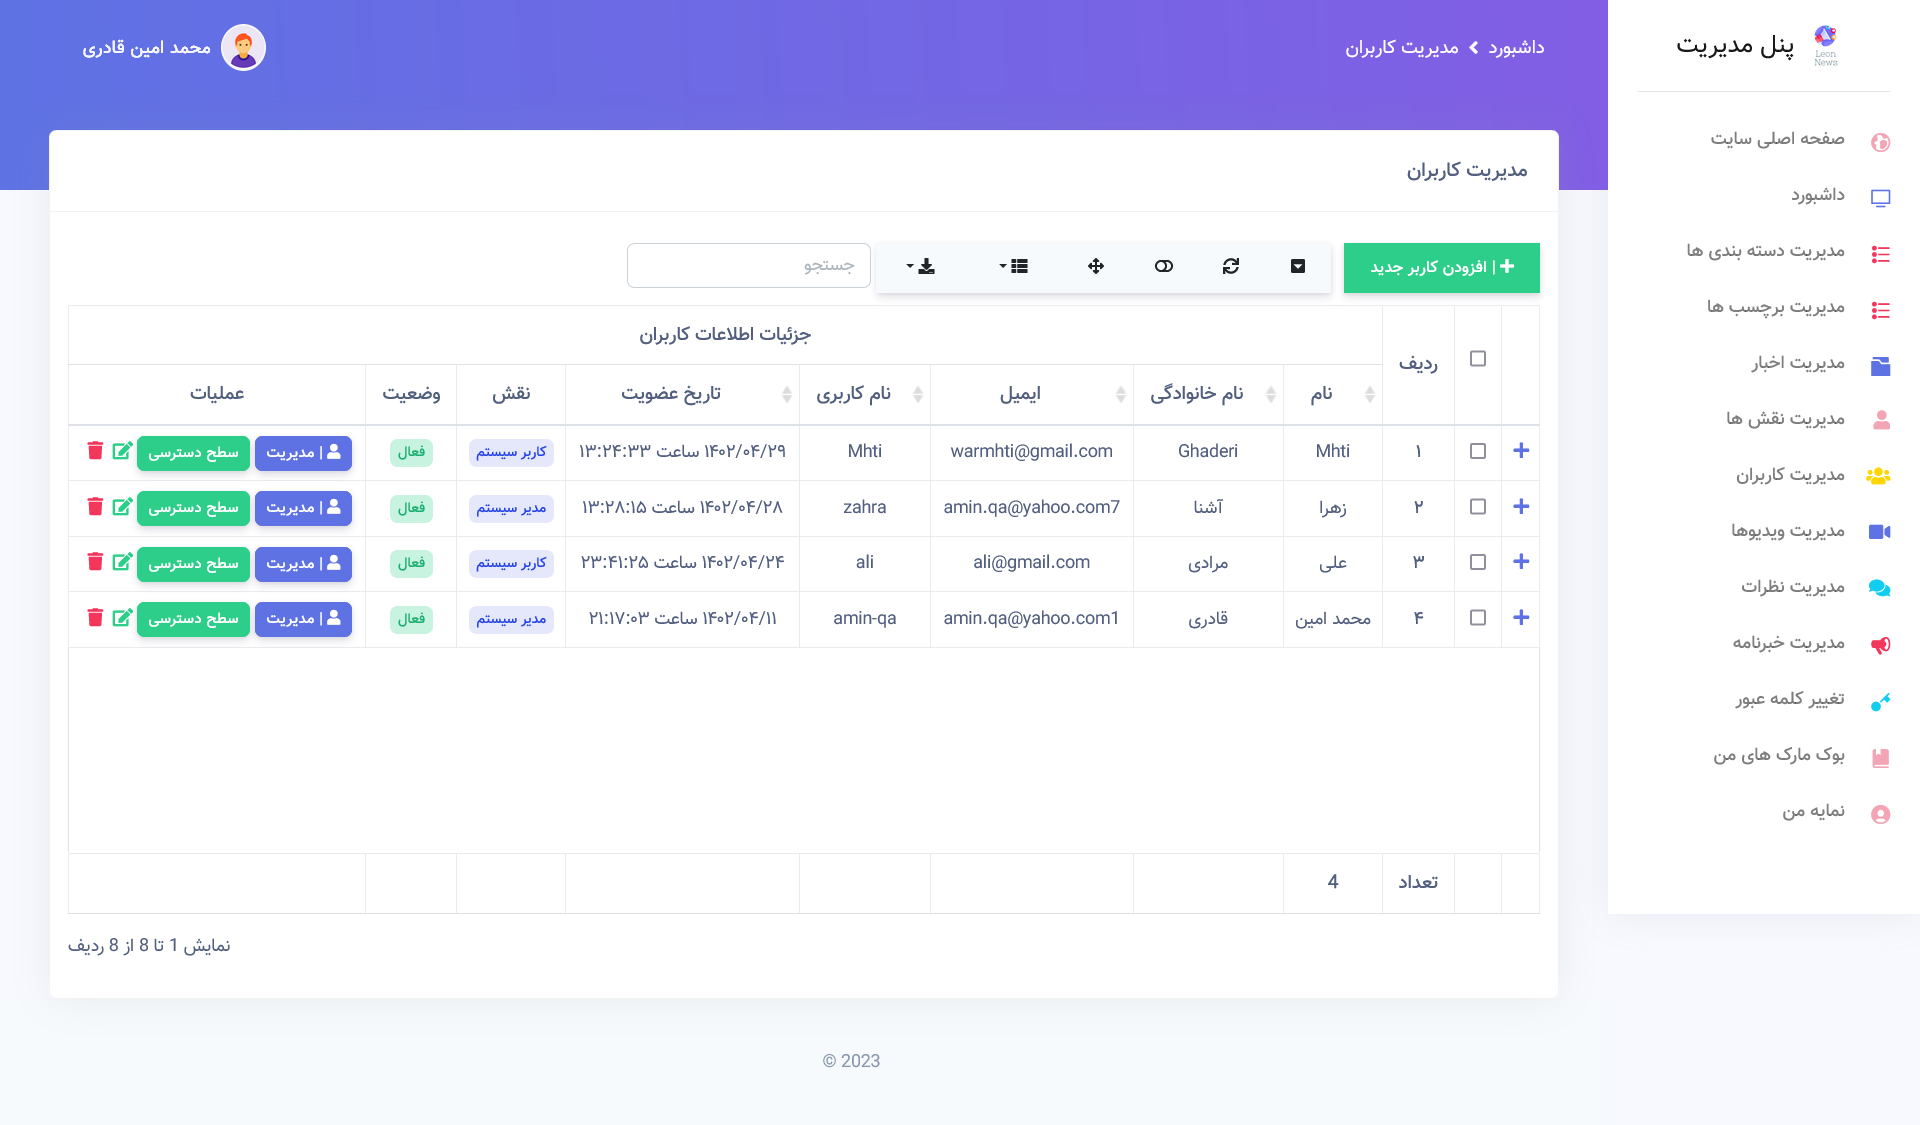 پنل مدیریت
Leon
News
صفحه اصلی سایت
داشبورد
مدیریت دسته بندی ها
مدیریت برچسب ها
مدیریت اخبار
مدیریت نقش ها
مدیریت کاربران
مدیریت ویدیوها
مدیریت نظرات
مدیریت خبرنامه
تغییر کلمه عبور
بوک مارک های من
نمایه من
داشبورد مدیریت کاربران
محمد امین قادری
مدیریت کاربران
| افزودن کاربر جدید
جستجو
ردیف جزئیات اطلاعات کاربران
نام نام خانوادگی ایمیل نام کاربری تاریخ عضویت نقش وضعیت عملیات
۱ Mhti Ghaderi warmhti@gmail.com Mhti ۱۴۰۲/۰۴/۲۹ ساعت ۱۳:۲۴:۳۳ کاربر سیستم فعال | مدیریت سطح دسترسی
۲ زهرا آشنا amin.qa@yahoo.com7 zahra ۱۴۰۲/۰۴/۲۸ ساعت ۱۳:۲۸:۱۵ مدیر سیستم فعال | مدیریت سطح دسترسی
۳ علی مرادی ali@gmail.com ali ۱۴۰۲/۰۴/۲۴ ساعت ۲۳:۴۱:۲۵ کاربر سیستم فعال | مدیریت سطح دسترسی
۴ محمد امین قادری amin.qa@yahoo.com1 amin-qa ۱۴۰۲/۰۴/۱۱ ساعت ۲۱:۱۷:۰۳ مدیر سیستم فعال | مدیریت سطح دسترسی
تعداد 4
نمایش 1 تا 8 از 8 ردیف
© 2023